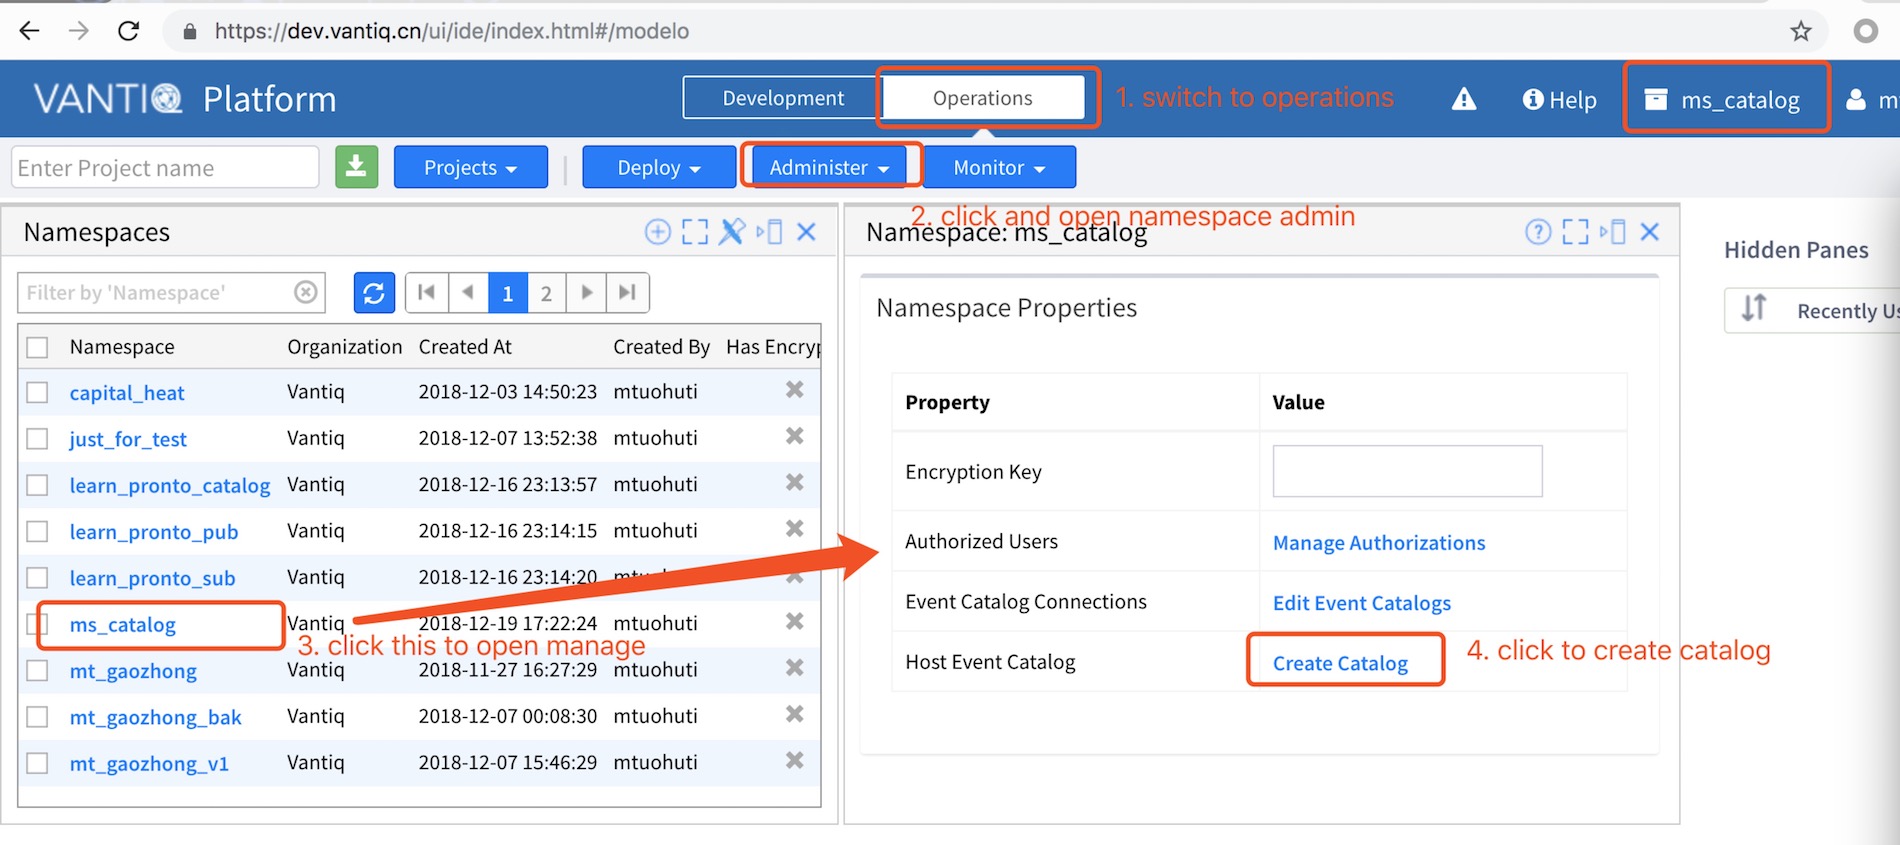 https://dev.vantiq.cn/ui/ide/index.html#/modelo
VANTIQ Platform
Development
Operations
1. switch to operations
Help
ms_catalog
Enter Project name
Projects
Deploy
Administer
Monitor
2. click and open namespace admin
Namespaces
Namespace: ms_catalog
Hidden Panes
Filter by 'Namespace'
1
2
Namespace Properties
Recently
Namespace Organization Created At Created By Has
capital_heat Vantiq 2018-12-03 14:50:23 mtuohuti
just_for_test Vantiq 2018-12-07 13:52:38 mtuohuti
learn_pronto_catalog Vantiq 2018-12-16 23:13:57 mtuohuti
learn_pronto_pub Vantiq 2018-12-16 23:14:15 mtuohuti
learn_pronto_sub Vantiq 2018-12-16 23:14:20
ms_catalog Vantiq 2018-12-19 17:22:24 mtuohuti
3. click this to open manage
mt_gaozhong Vantiq 2018-11-27 16:27:29 mtuohuti
mt_gaozhong_bak Vantiq 2018-12-07 00:08:30 mtuohuti
mt_gaozhong_v1 Vantiq 2018-12-07 15:46:29 mtuohuti
Property Value
Encryption Key
Authorized Users Manage Authorizations
Event Catalog Connections Edit Event Catalogs
Host Event Catalog Create Catalog
4. click to create catalog